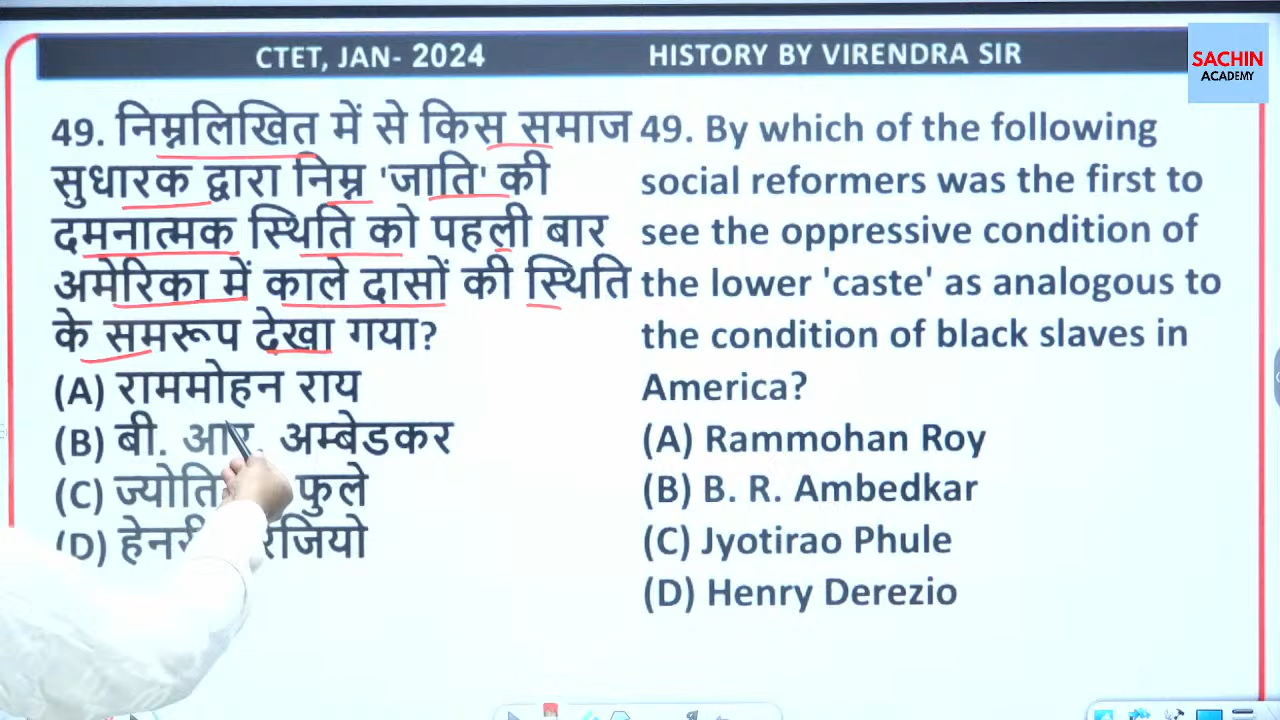 CTET, JAN- 2024
HISTORY BY VIRENDRA SIR
SACHIN
ACADEMY
49. निम्नलिखित में से किस समाज
सुधारक द्वारा निम्न 'जाति' की
दमनात्मक स्थिति को पहली बार
अमेरिका में काले दासों की स्थिति
के समरूप देखा गया?
(A) राममोहन राय
(B) बी. आर. अम्बेडकर
(C) फुले
(D)
49. By which of the following
social reformers was the first to
see the oppressive condition of
the lower 'caste' as analogous to
the condition of black slaves in
America?
(A) Rammohan Roy
(B) B. R. Ambedkar
(C) Jyotirao Phule
(D) Henry Derezio